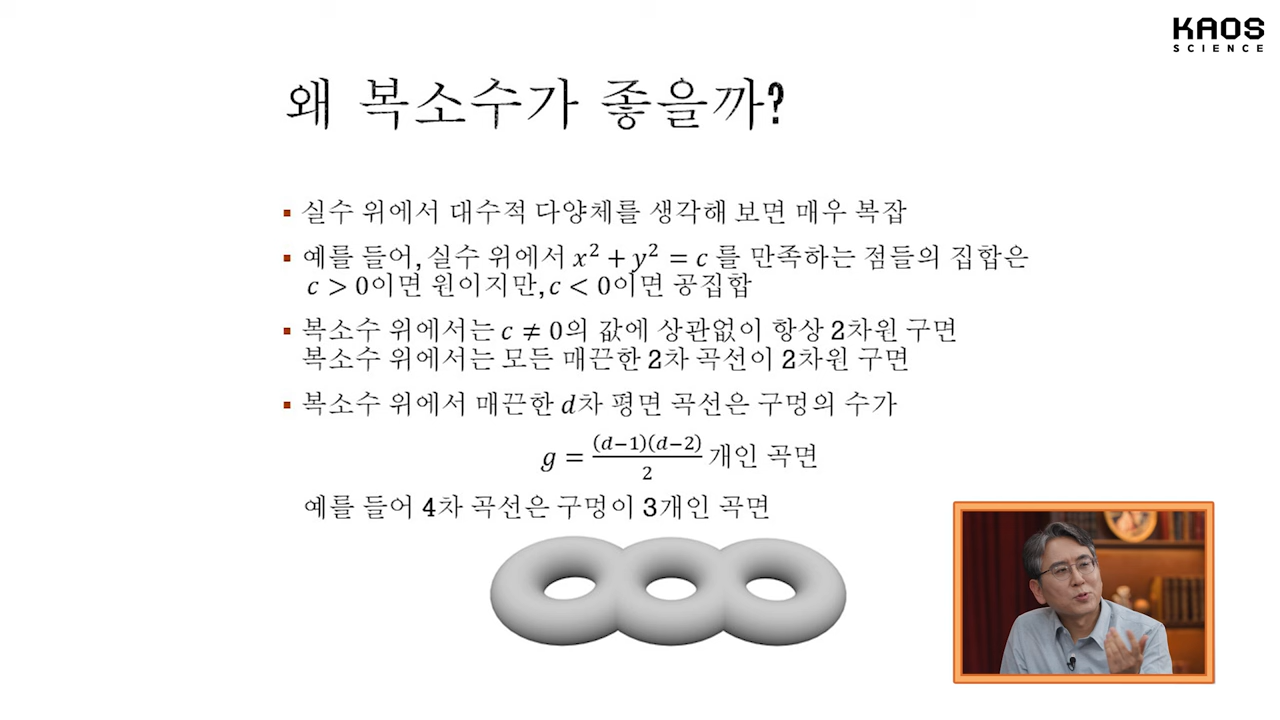 KAOS
SCIENCE
왜 복소수가 좋을까?
▪ 실수 위에서 대수적 다양체를 생각해 보면 매우 복잡
▪ 예를 들어, 실수 위에서 x² + y² = c 를 만족하는 점들의 집합은
c > 0이면 원이지만, c < 0이면 공집합
▪ 복소수 위에서는 c ≠ 0의 값에 상관없이 항상 2차원 구면
복소수 위에서는 모든 매끈한 2차 곡선이 2차원 구면
▪ 복소수 위에서 매끈한 d차 평면 곡선은 구멍의 수가
g = (d−1)(d−2)/2 개인 곡면
예를 들어 4차 곡선은 구멍이 3개인 곡면